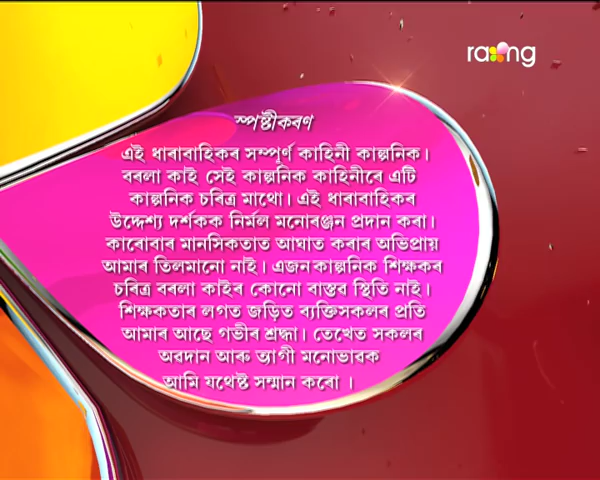 rang
স্পষ্টীকৰণ
এই ধাৰাবাহিকৰ সম্পূৰ্ণ কাহিনী কাল্পনিক।
বৰলা কাই সেই কাল্পনিক কাহিনীৰে এটি
কাল্পনিক চৰিত্ৰ মাথো। এই ধাৰাবাহিকৰ
উদ্দেশ্য দৰ্শকক নিৰ্মল মনোৰঞ্জন প্ৰদান কৰা।
কাৰোবাৰ মানসিকতাত আঘাত কৰাৰ অভিপ্ৰায়
আমাৰ তিলমানো নাই। এজন কাল্পনিক শিক্ষকৰ
চৰিত্ৰ বৰলা কাইৰ কোনো বাস্তৱ স্থিতি নাই।
শিক্ষকতাৰ লগত জড়িত ব্যক্তিসকলৰ প্ৰতি
আমাৰ আছে গভীৰ শ্ৰদ্ধা। তেখেত সকলৰ
অৱদান আৰু ত্যাগী মনোভাৱক
আমি যথেষ্ট সন্মান কৰো ।